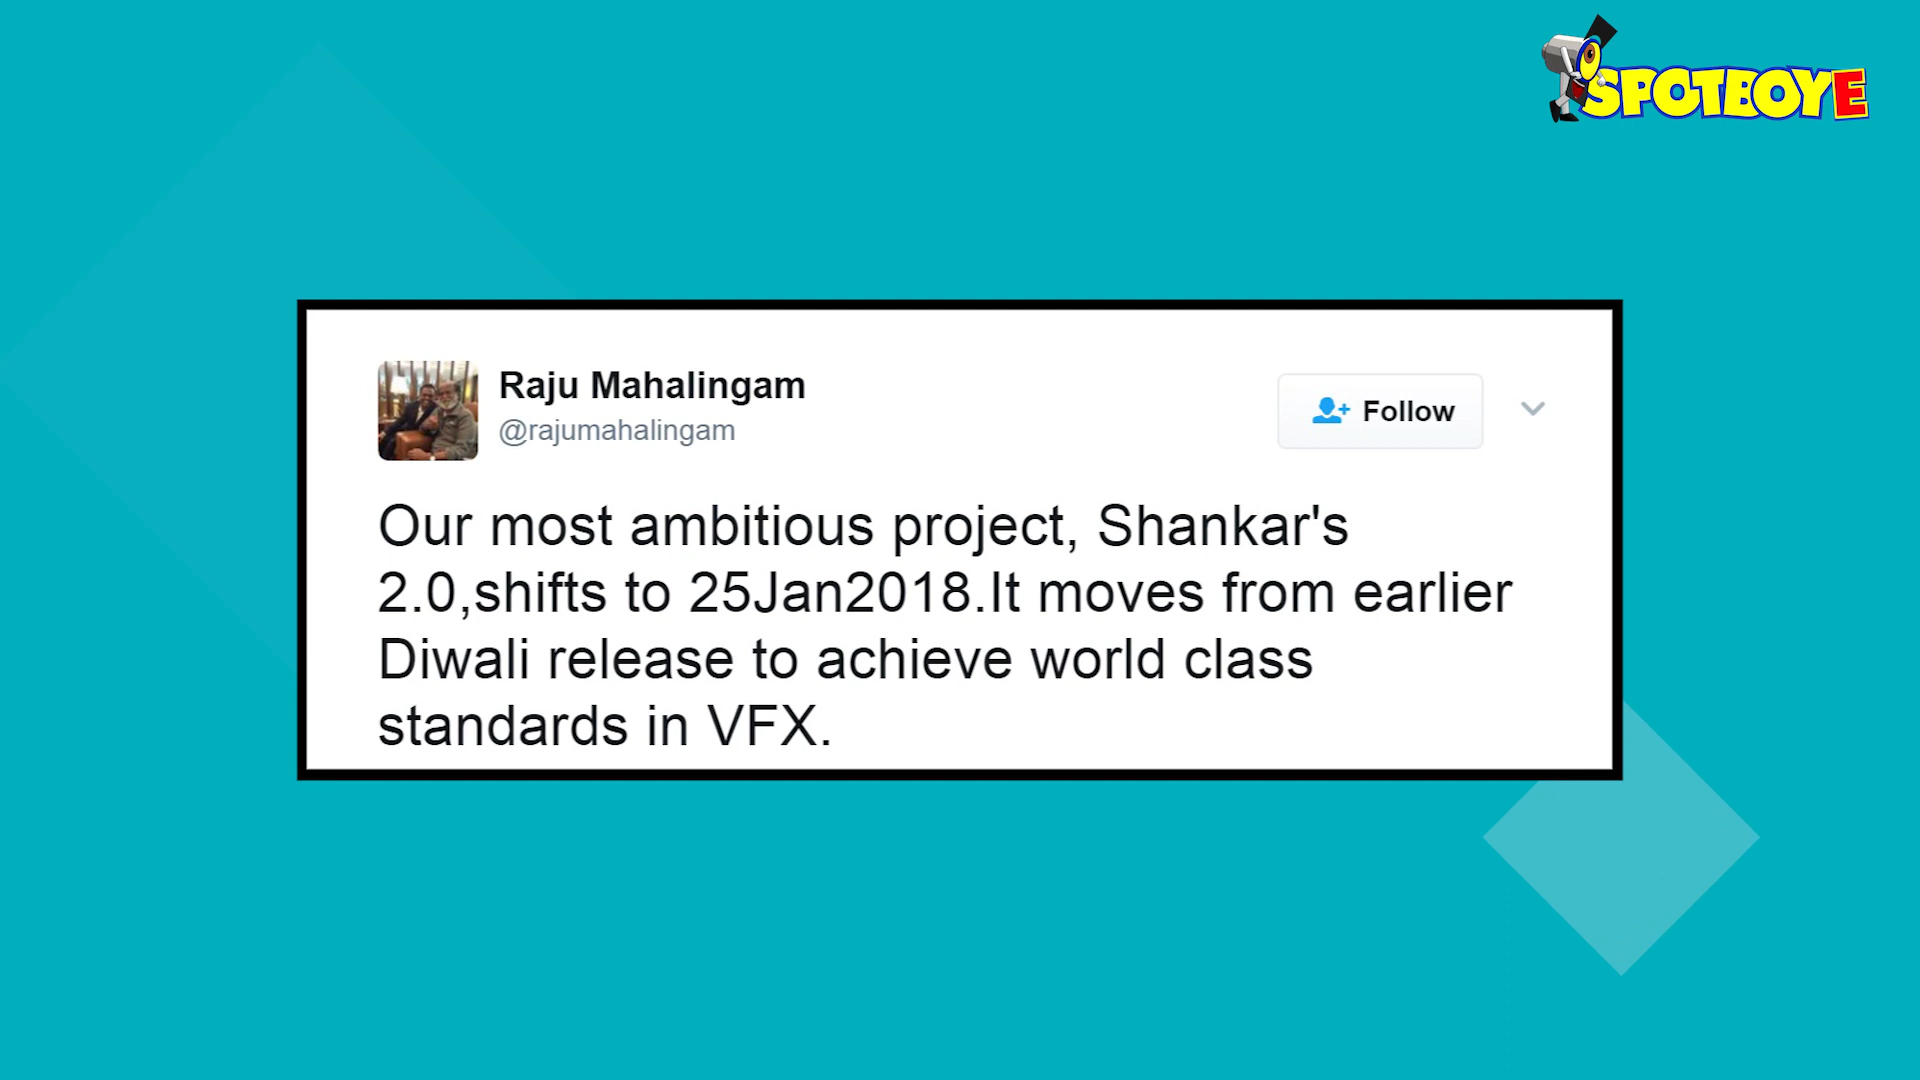 SPOTBOYE
Raju Mahalingam
@rajumahalingam
Follow
Our most ambitious project, Shankar's
2.0,shifts to 25Jan2018.It moves from earlier
Diwali release to achieve world class
standards in VFX.